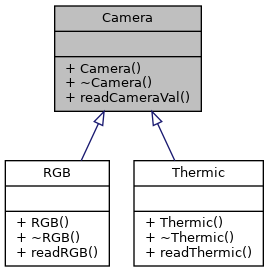 Camera
+ Camera()
+ ~Camera()
+ readCameraVal()
RGB
+ RGB()
+ ~RGB()
+ readRGB()
Thermic
+ Thermic()
+ ~Thermic()
+ readThermic()